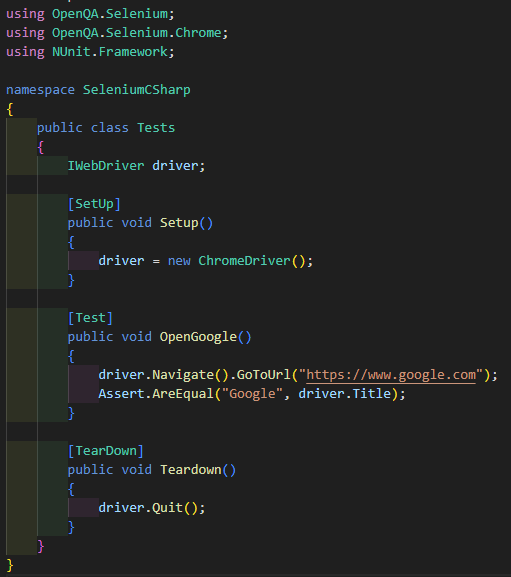 using OpenQA.Selenium;
using OpenQA.Selenium.Chrome;
using NUnit.Framework;

namespace SeleniumCSharp
{
    public class Tests
    {
        IWebDriver driver;

        [SetUp]
        public void Setup()
        {
            driver = new ChromeDriver();
        }

        [Test]
        public void OpenGoogle()
        {
            driver.Navigate().GoToUrl("https://www.google.com");
            Assert.AreEqual("Google", driver.Title);
        }

        [TearDown]
        public void Teardown()
        {
            driver.Quit();
        }
    }
}